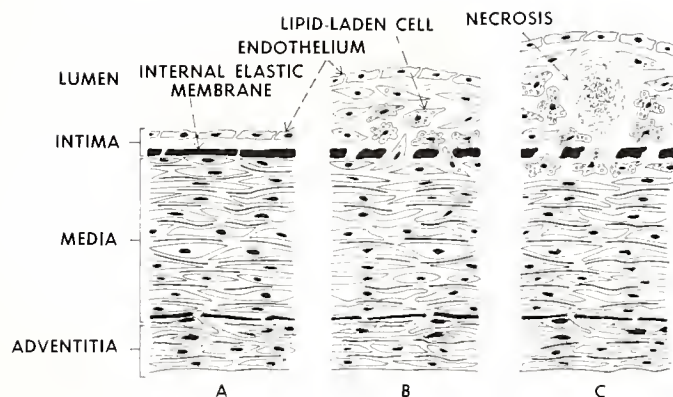 LIPID-LADEN CELL
NECROSIS
ENDOTHELIUM
LUMEN
INTERNAL ELASTIC
MEMBRANE
INTIMA
MEDIA
ADVENTITIA
A
B
C